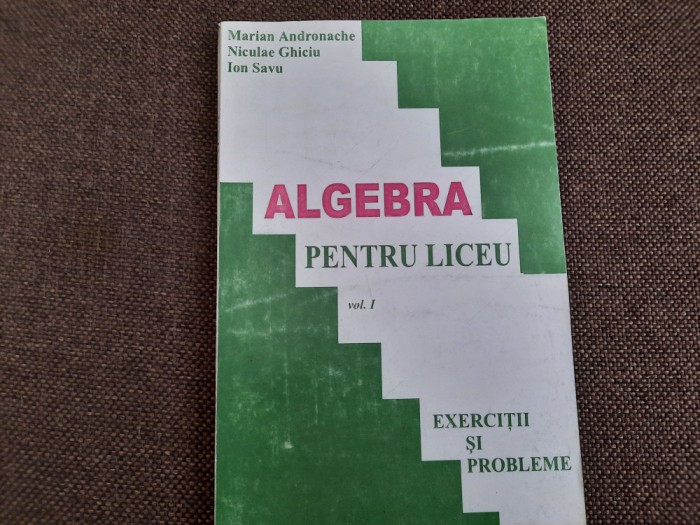 Marian Andronache
Niculae Ghiciu
Ion Savu
ALGEBRA
PENTRU LICEU
vol. I
EXERCIȚII
ȘI
PROBLEME